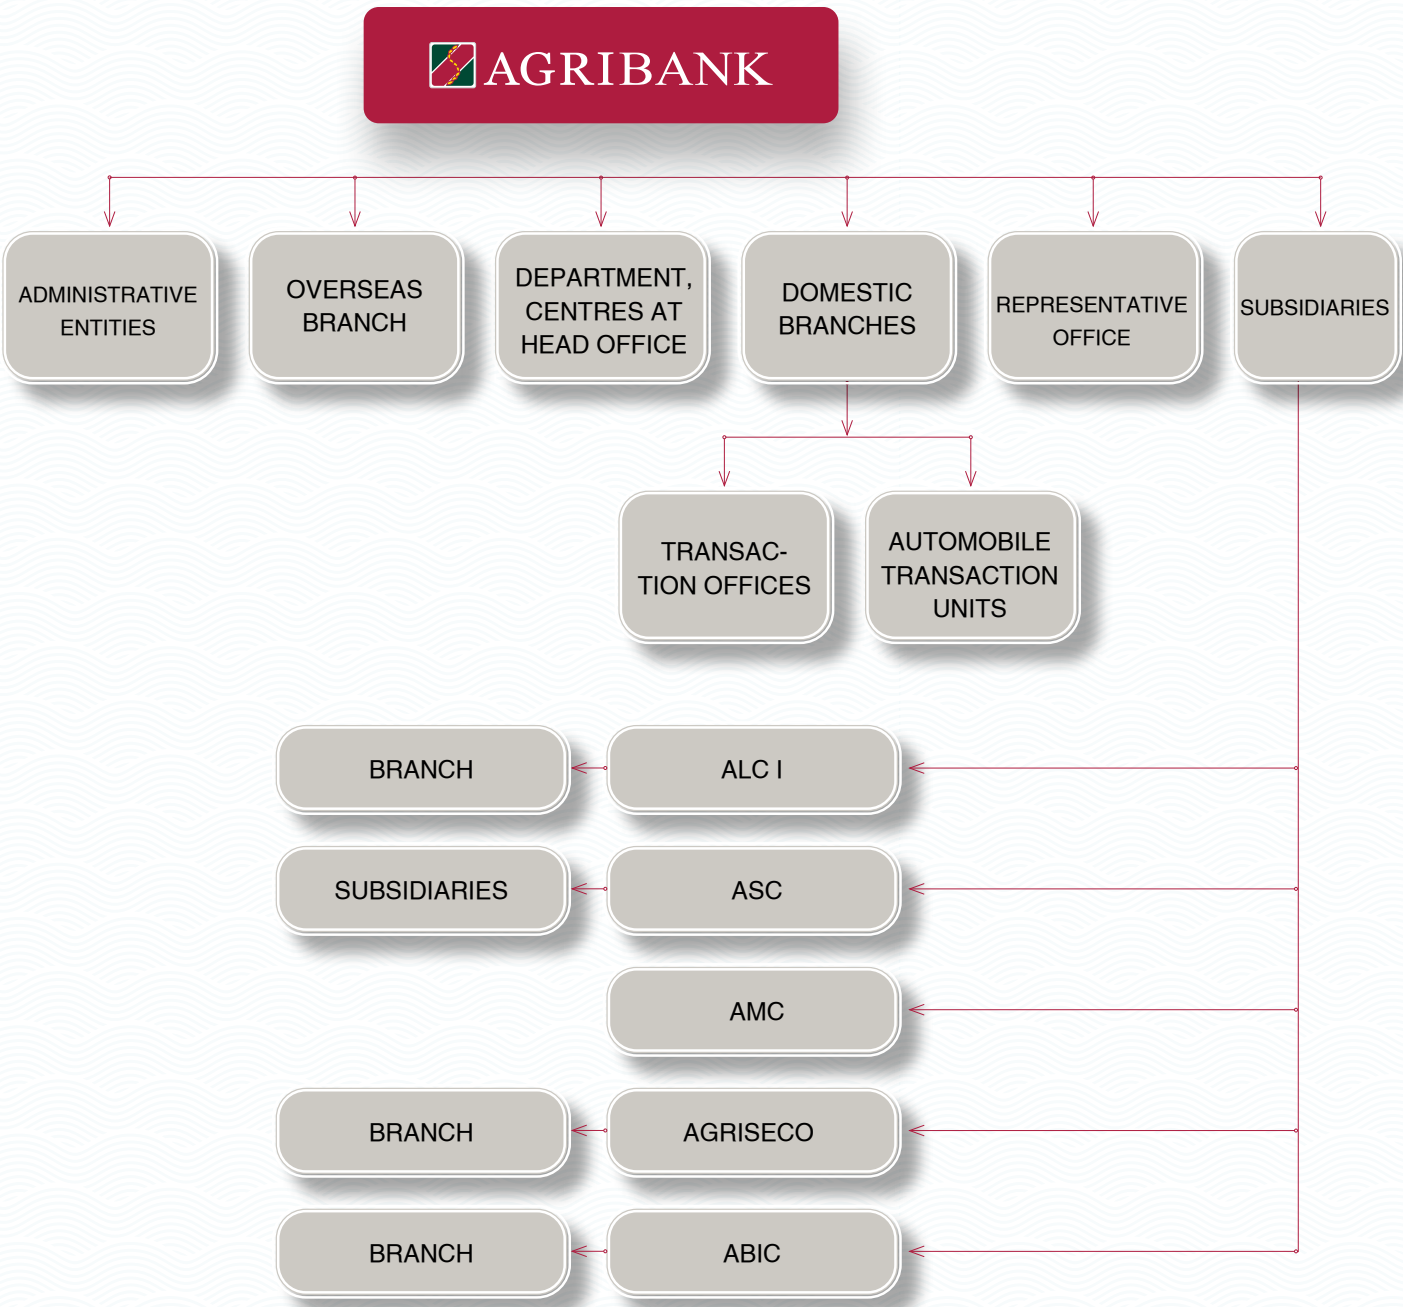 AGRIBANK
ADMINISTRATIVE
ENTITIES
OVERSEAS
BRANCH
DEPARTMENT,
CENTRES AT
HEAD OFFICE
DOMESTIC
BRANCHES
REPRESENTATIVE
OFFICE
SUBSIDIARIES
TRANSAC-
TION OFFICES
AUTOMOBILE
TRANSACTION
UNITS
BRANCH
ALC I
SUBSIDIARIES
ASC
AMC
BRANCH
AGRISECO
BRANCH
ABIC